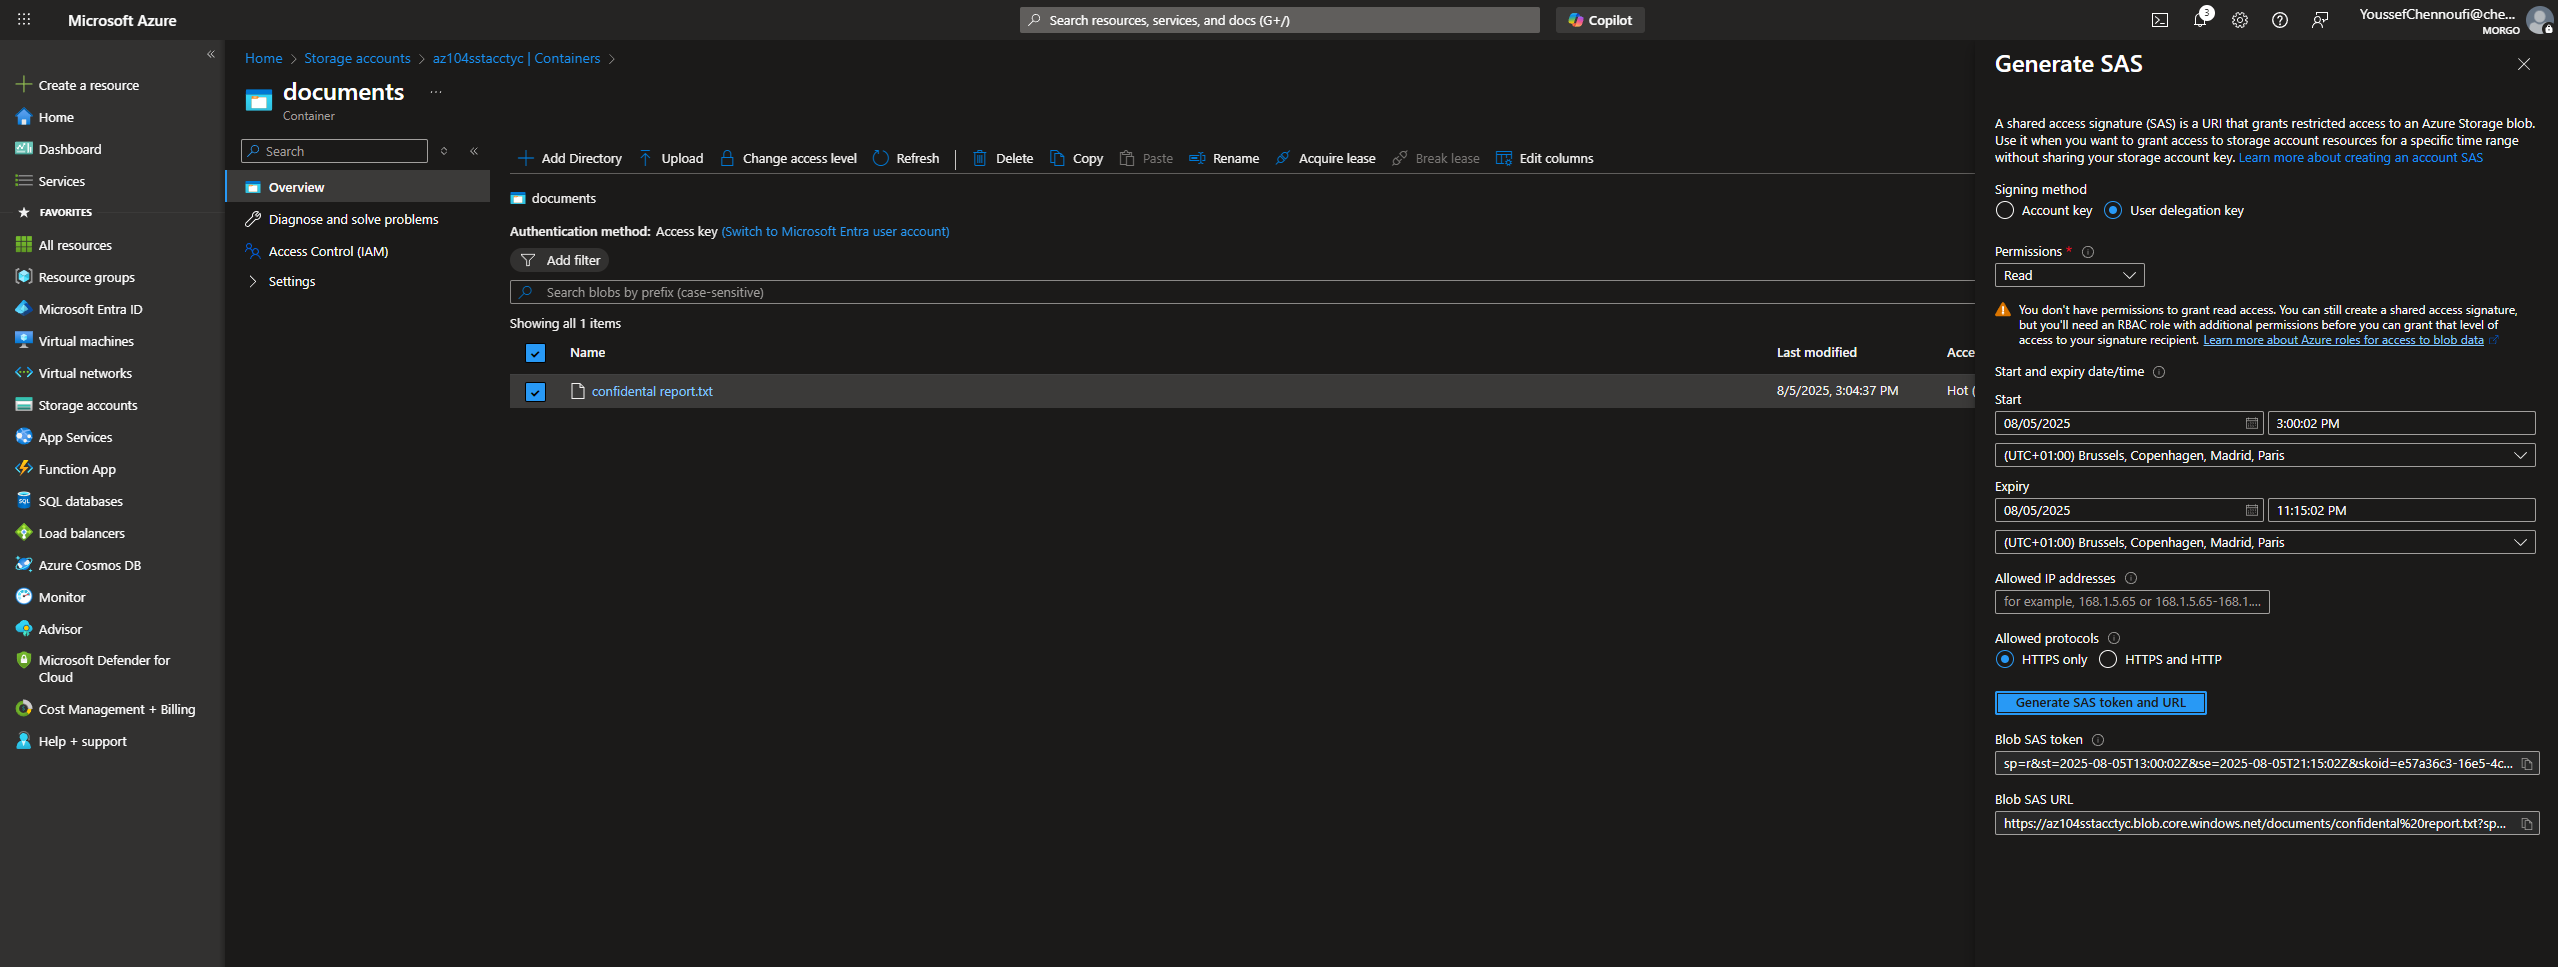 Microsoft Azure
Search resources, services, and docs (G+/)
Copilot
3
YoussefChennoufi@che...
MORGO
Create a resource
Home
Dashboard
Services
FAVORITES
All resources
Resource groups
Microsoft Entra ID
Virtual machines
Virtual networks
Storage accounts
App Services
Function App
SQL databases
Load balancers
Azure Cosmos DB
Monitor
Advisor
Microsoft Defender for
Cloud
Cost Management + Billing
Help + support
Home > Storage accounts > az104sstacctyc | Containers >
documents ...
Container
Search
Overview
Diagnose and solve problems
Access Control (IAM)
Settings
Add Directory Upload Change access level Refresh Delete Copy Paste Rename Acquire lease Break lease Edit columns
documents
Authentication method: Access key (Switch to Microsoft Entra user account)
Add filter
Search blobs by prefix (case-sensitive)
Showing all 1 items
Name Last modified Acce
confidental report.txt 8/5/2025, 3:04:37 PM Hot (
Generate SAS
A shared access signature (SAS) is a URI that grants restricted access to an Azure Storage blob.
Use it when you want to grant access to storage account resources for a specific time range
without sharing your storage account key. Learn more about creating an account SAS
Signing method
Account key User delegation key
Permissions *
Read
You don't have permissions to grant read access. You can still create a shared access signature,
but you'll need an RBAC role with additional permissions before you can grant that level of
access to your signature recipient. Learn more about Azure roles for access to blob data
Start and expiry date/time
Start
08/05/2025 3:00:02 PM
(UTC+01:00) Brussels, Copenhagen, Madrid, Paris
Expiry
08/05/2025 11:15:02 PM
(UTC+01:00) Brussels, Copenhagen, Madrid, Paris
Allowed IP addresses
for example, 168.1.5.65 or 168.1.5.65-168.1....
Allowed protocols
HTTPS only HTTPS and HTTP
Generate SAS token and URL
Blob SAS token
sp=r&st=2025-08-05T13:00:02Z&se=2025-08-05T21:15:02Z&skoid=e57a36c3-16e5-4c...
Blob SAS URL
https://az104sstacctyc.blob.core.windows.net/documents/confidental%20report.txt?sp...